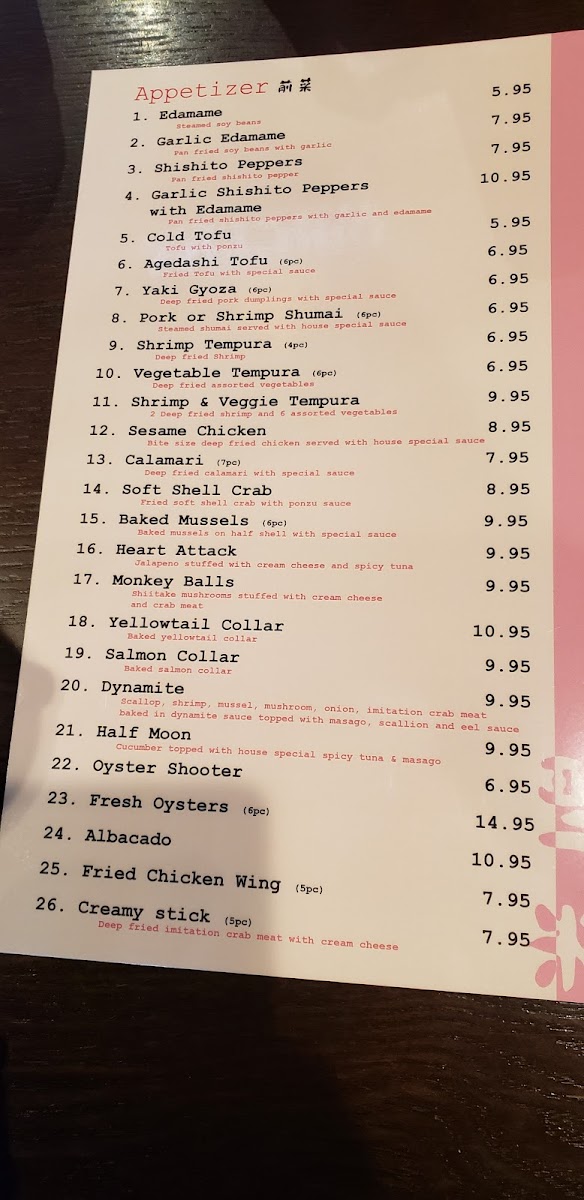 Appetizer 前菜
1. Edamame 5.95
Steamed soy beans
2. Garlic Edamame 7.95
Pan fried soy beans with garlic
3. Shishito Peppers 7.95
Pan fried shishito pepper
4. Garlic Shishito Peppers 10.95
with Edamame
Pan fried shishito peppers with garlic and edamame
5. Cold Tofu 5.95
Tofu with ponzu
6. Agedashi Tofu (6pc) 6.95
Fried Tofu with special sauce
7. Yaki Gyoza (6pc) 6.95
Deep fried pork dumplings with special sauce
8. Pork or Shrimp Shumai (6pc) 6.95
Steamed shumai served with house special sauce
9. Shrimp Tempura (4pc) 6.95
Deep fried Shrimp
10. Vegetable Tempura (6pc) 6.95
Deep fried assorted vegetables
11. Shrimp & Veggie Tempura 9.95
2 Deep fried shrimp and 6 assorted vegetables
12. Sesame Chicken 8.95
Bite size deep fried chicken served with house special sauce
13. Calamari (7pc) 7.95
Deep fried calamari with special sauce
14. Soft Shell Crab 8.95
Fried soft shell crab with ponzu sauce
15. Baked Mussels (6pc) 9.95
Baked mussels on half shell with special sauce
16. Heart Attack 9.95
Jalapeno stuffed with cream cheese and spicy tuna
17. Monkey Balls 9.95
Shiitake mushrooms stuffed with cream cheese
and crab meat
18. Yellowtail Collar 10.95
Baked yellowtail collar
19. Salmon Collar 9.95
Baked salmon collar
20. Dynamite 9.95
Scallop, shrimp, mussel, mushroom, onion, imitation crab meat
baked in dynamite sauce topped with masago, scallion and eel sauce
21. Half Moon 9.95
Cucumber topped with house special spicy tuna & masago
22. Oyster Shooter 6.95
23. Fresh Oysters (6pc) 14.95
24. Albacado 10.95
25. Fried Chicken Wing (5pc) 7.95
26. Creamy stick (5pc) 7.95
Deep fried imitation crab meat with cream cheese